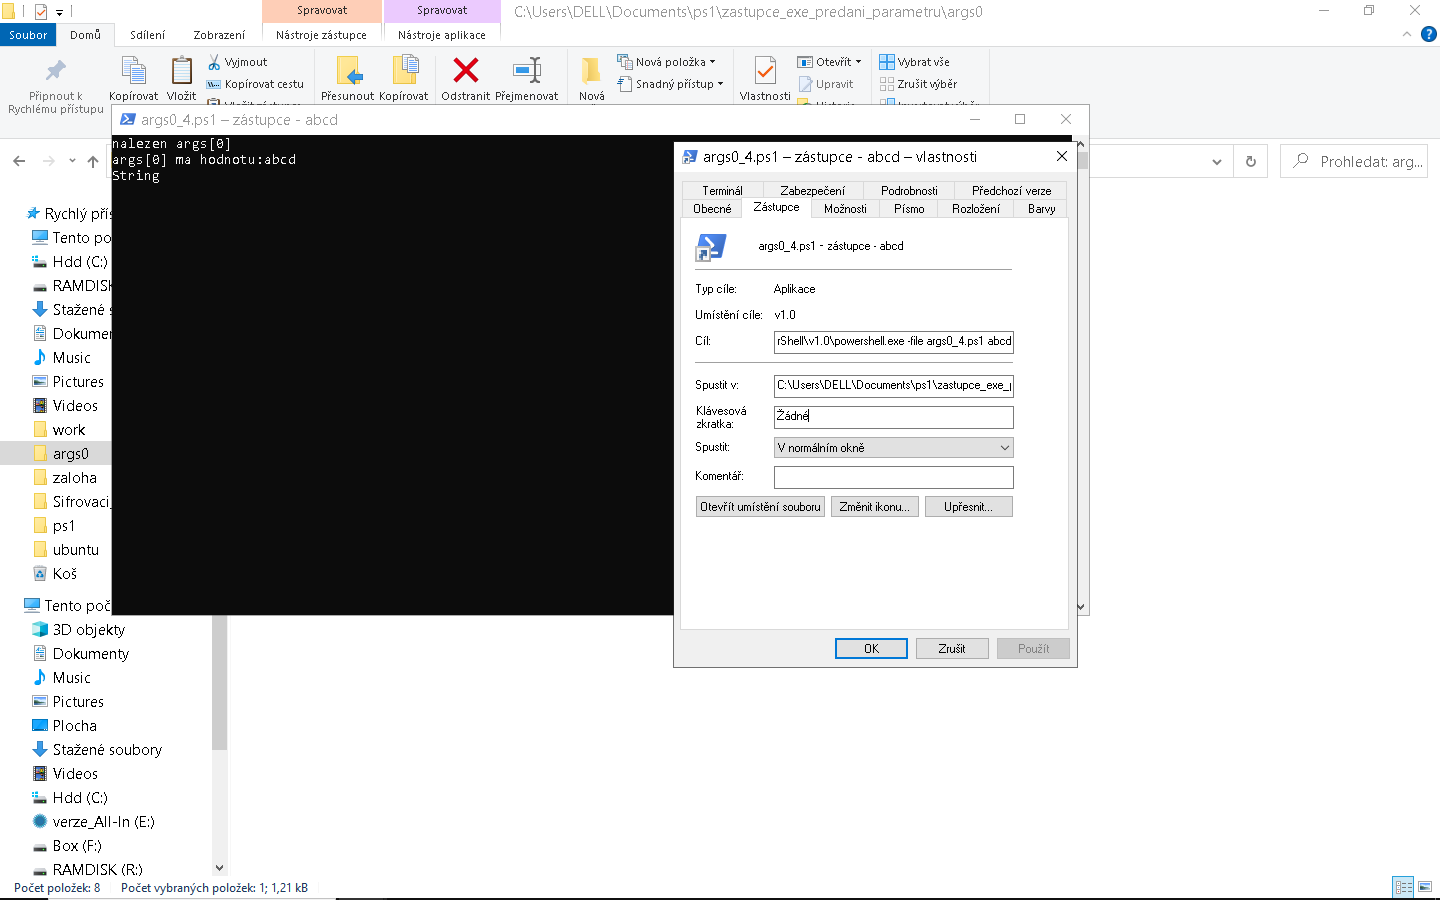 Spravovat
Spravovat
C:\Users\DELL\Documents\ps1\zastupce_exe_predani_parametru\args0
Soubor
Domů
Sdílení
Zobrazení
Nástroje zástupce
Nástroje aplikace
Připnout k
Rychlému přístupu
Kopírovat
Vložit
Vyjmout
Kopírovat cestu
Přesunout
Kopírovat
Odstranit
Přejmenovat
Nová
Nová položka
Snadný přístup
Vlastnosti
Otevřít
Upravit
Vybrat vše
Zrušit výběr
Prohledat: arg...
args0_4.ps1 – zástupce - abcd
nalezen args[0]
args[0] ma hodnotu:abcd
String
args0_4.ps1 – zástupce - abcd – vlastnosti
Terminál
Zabezpečení
Podrobnosti
Předchozí verze
Obecné
Zástupce
Možnosti
Písmo
Rozložení
Barvy
args0_4.ps1 - zástupce - abcd
Typ cíle: Aplikace
Umístění cíle: v1.0
Cíl: rShell\v1.0\powershell.exe -file args0_4.ps1 abcd
Spustit v: C:\Users\DELL\Documents\ps1\zastupce_exe_p
Klávesová
zkratka: Žádné
Spustit: V normálním okně
Komentář:
Otevřít umístění souboru
Změnit ikonu...
Upřesnit...
OK
Zrušit
Použít
Rychlý přís
Tento po
Hdd (C:)
RAMDISK
Stažené s
Dokumen
Music
Pictures
Videos
work
args0
zaloha
Sifrovaci
ps1
ubuntu
Koš
Tento poč
3D objekty
Dokumenty
Music
Pictures
Plocha
Stažené soubory
Videos
Hdd (C:)
verze_All-In (E:)
Box (F:)
RAMDISK (R:)
Počet položek: 8
Počet vybraných položek: 1; 1,21 kB